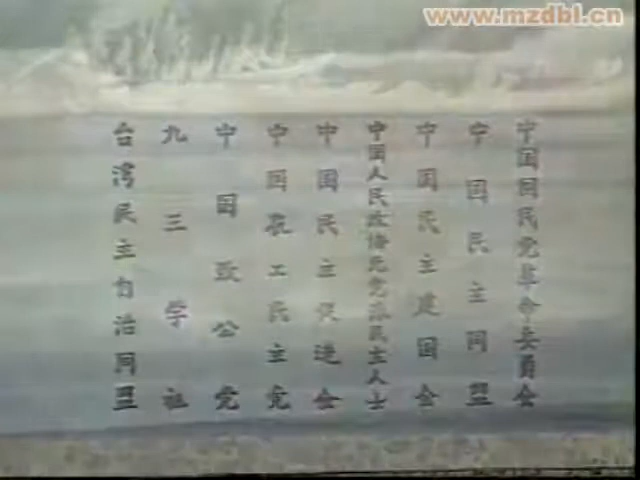 www.mzdbl.cn
中国国民党革命委员会
中国民主同盟
中国民主建国会
中国人民政协无党派民主人士
中国民主促进会
中国农工民主党
中国致公党
九三学社
台湾民主自治同盟